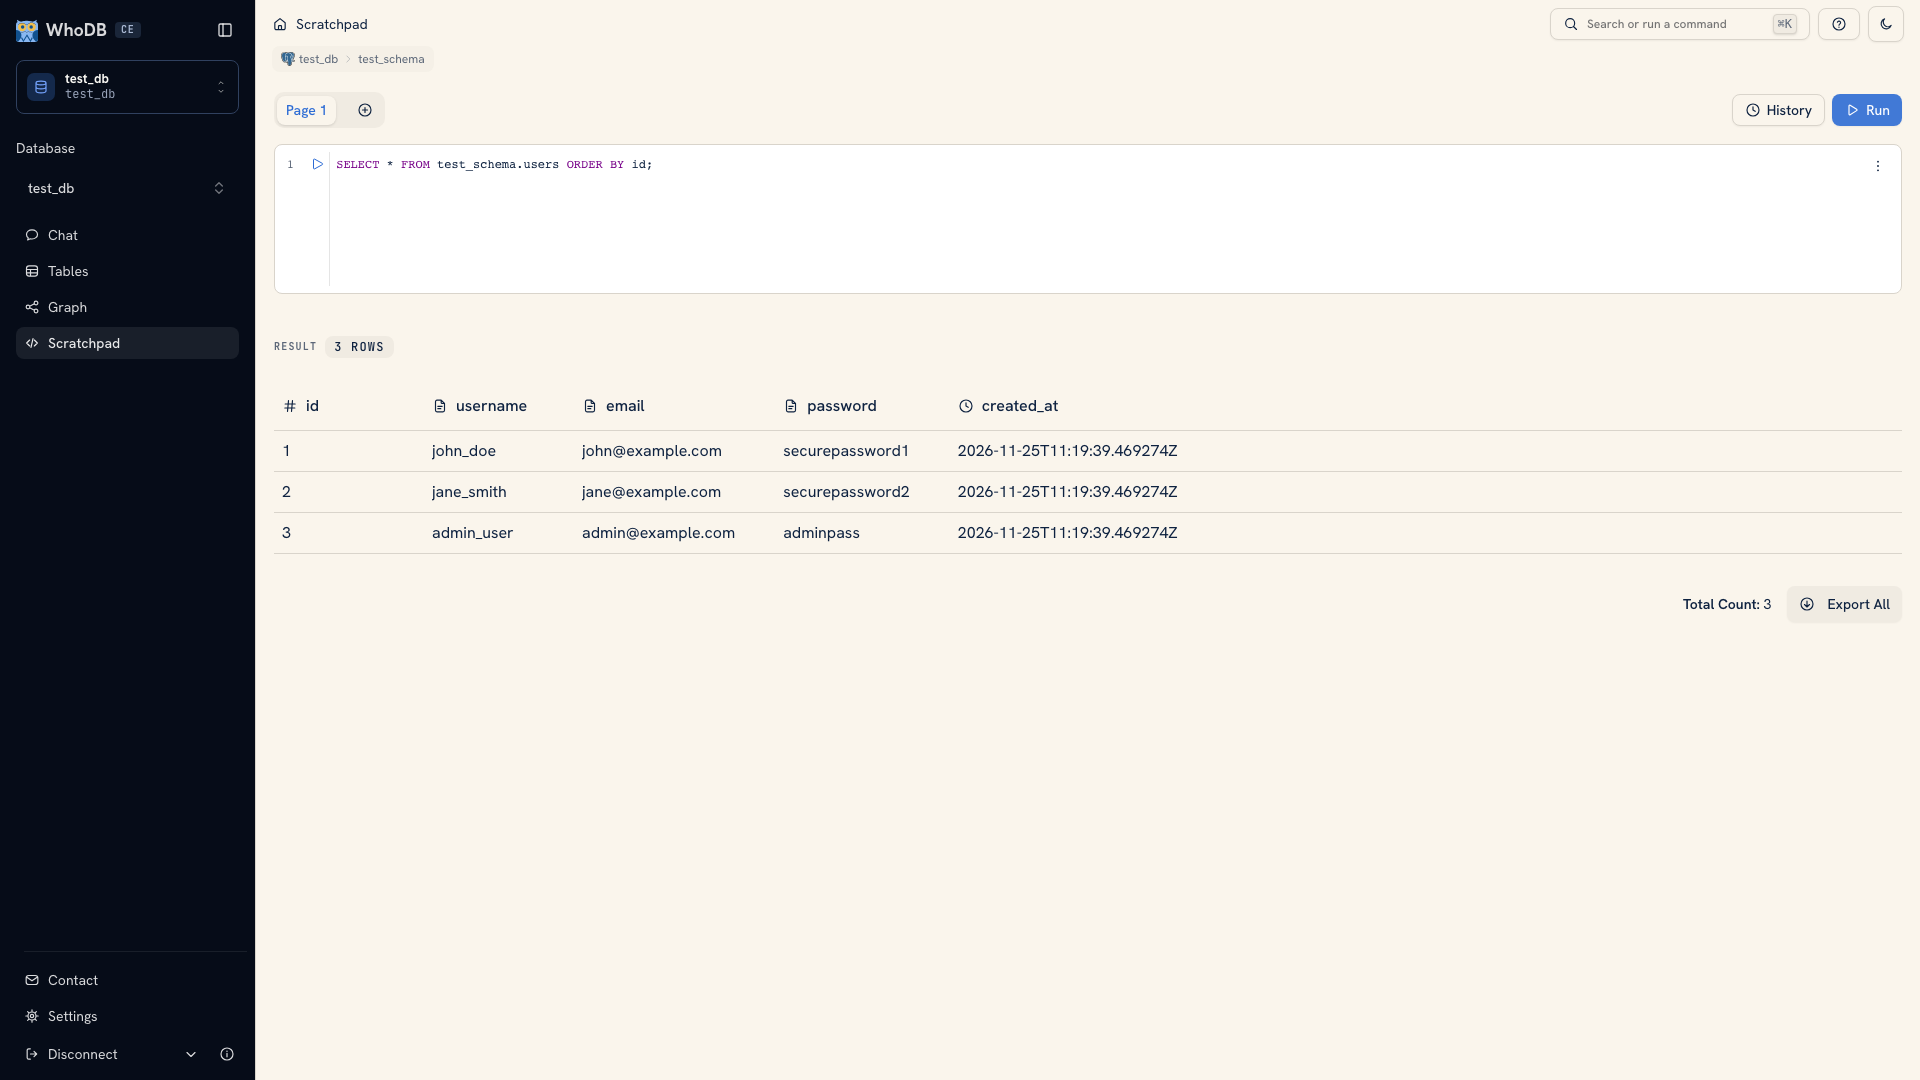 WhoDB CE
test_db
test_db
Database
test_db
Chat
Tables
Graph
Scratchpad
Contact
Settings
Disconnect
Scratchpad
Search or run a command ⌘K
test_db > test_schema
Page 1
History
Run
1 SELECT * FROM test_schema.users ORDER BY id;
RESULT 3 ROWS
# id username email password created_at
1 john_doe john@example.com securepassword1 2026-11-25T11:19:39.469274Z
2 jane_smith jane@example.com securepassword2 2026-11-25T11:19:39.469274Z
3 admin_user admin@example.com adminpass 2026-11-25T11:19:39.469274Z
Total Count: 3
Export All